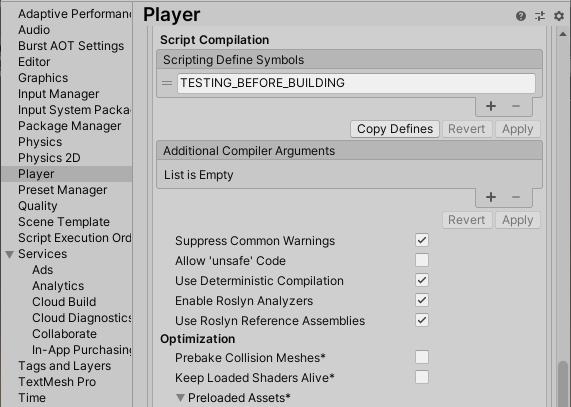 Adaptive Performanc
Audio
Burst AOT Settings
Editor
Graphics
Input Manager
Input System Packa
Package Manager
Physics
Physics 2D
Player
Preset Manager
Quality
Scene Template
Script Execution Ord
Services
Ads
Analytics
Cloud Build
Cloud Diagnostics
Collaborate
In-App Purchasing
Tags and Layers
TextMesh Pro
Time
Player
Script Compilation
Scripting Define Symbols
TESTING_BEFORE_BUILDING
Copy Defines Revert Apply
Additional Compiler Arguments
List is Empty
Revert Apply
Suppress Common Warnings
Allow 'unsafe' Code
Use Deterministic Compilation
Enable Roslyn Analyzers
Use Roslyn Reference Assemblies
Optimization
Prebake Collision Meshes*
Keep Loaded Shaders Alive*
Preloaded Assets*